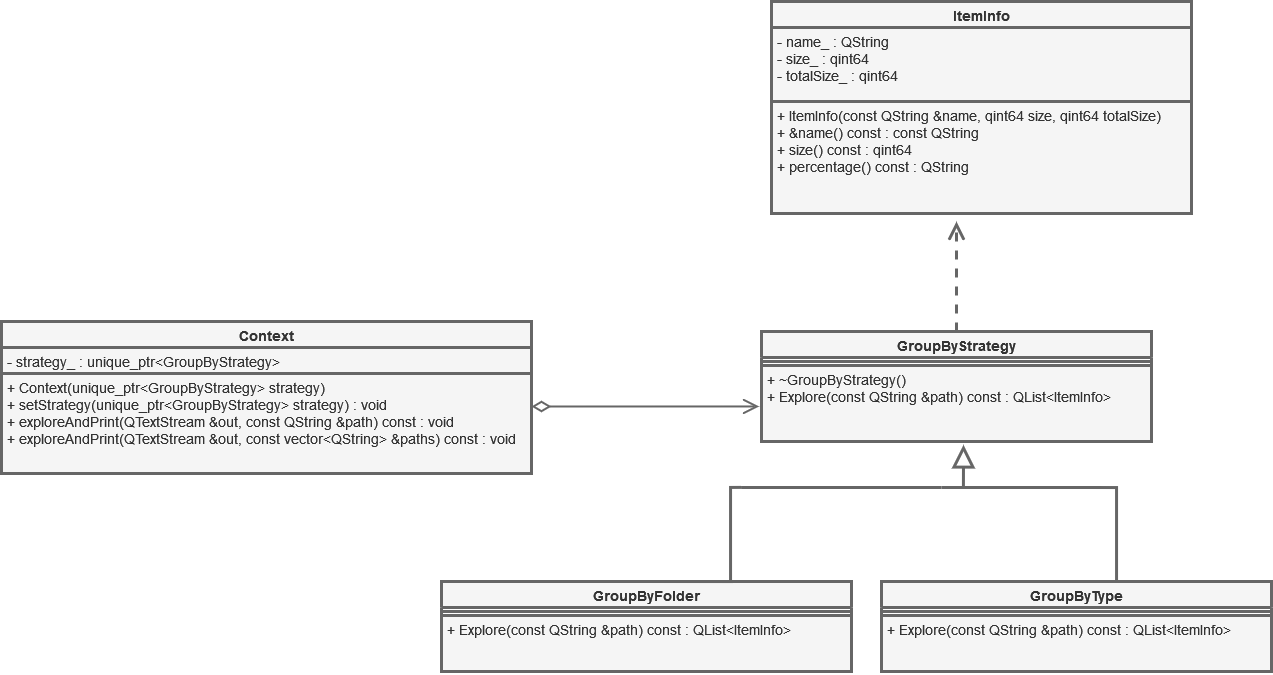 ItemInfo
- name_ : QString
- size_ : qint64
- totalSize_ : qint64
+ ItemInfo(const QString &name, qint64 size, qint64 totalSize)
+ &name() const : const QString
+ size() const : qint64
+ percentage() const : QString
Context
- strategy_ : unique_ptr<GroupByStrategy>
+ Context(unique_ptr<GroupByStrategy> strategy)
+ setStrategy(unique_ptr<GroupByStrategy> strategy) : void
+ exploreAndPrint(QTextStream &out, const QString &path) const : void
+ exploreAndPrint(QTextStream &out, const vector<QString> &paths) const : void
GroupByStrategy
+ ~GroupByStrategy()
+ Explore(const QString &path) const : QList<ItemInfo>
GroupByFolder
+ Explore(const QString &path) const : QList<ItemInfo>
GroupByType
+ Explore(const QString &path) const : QList<ItemInfo>